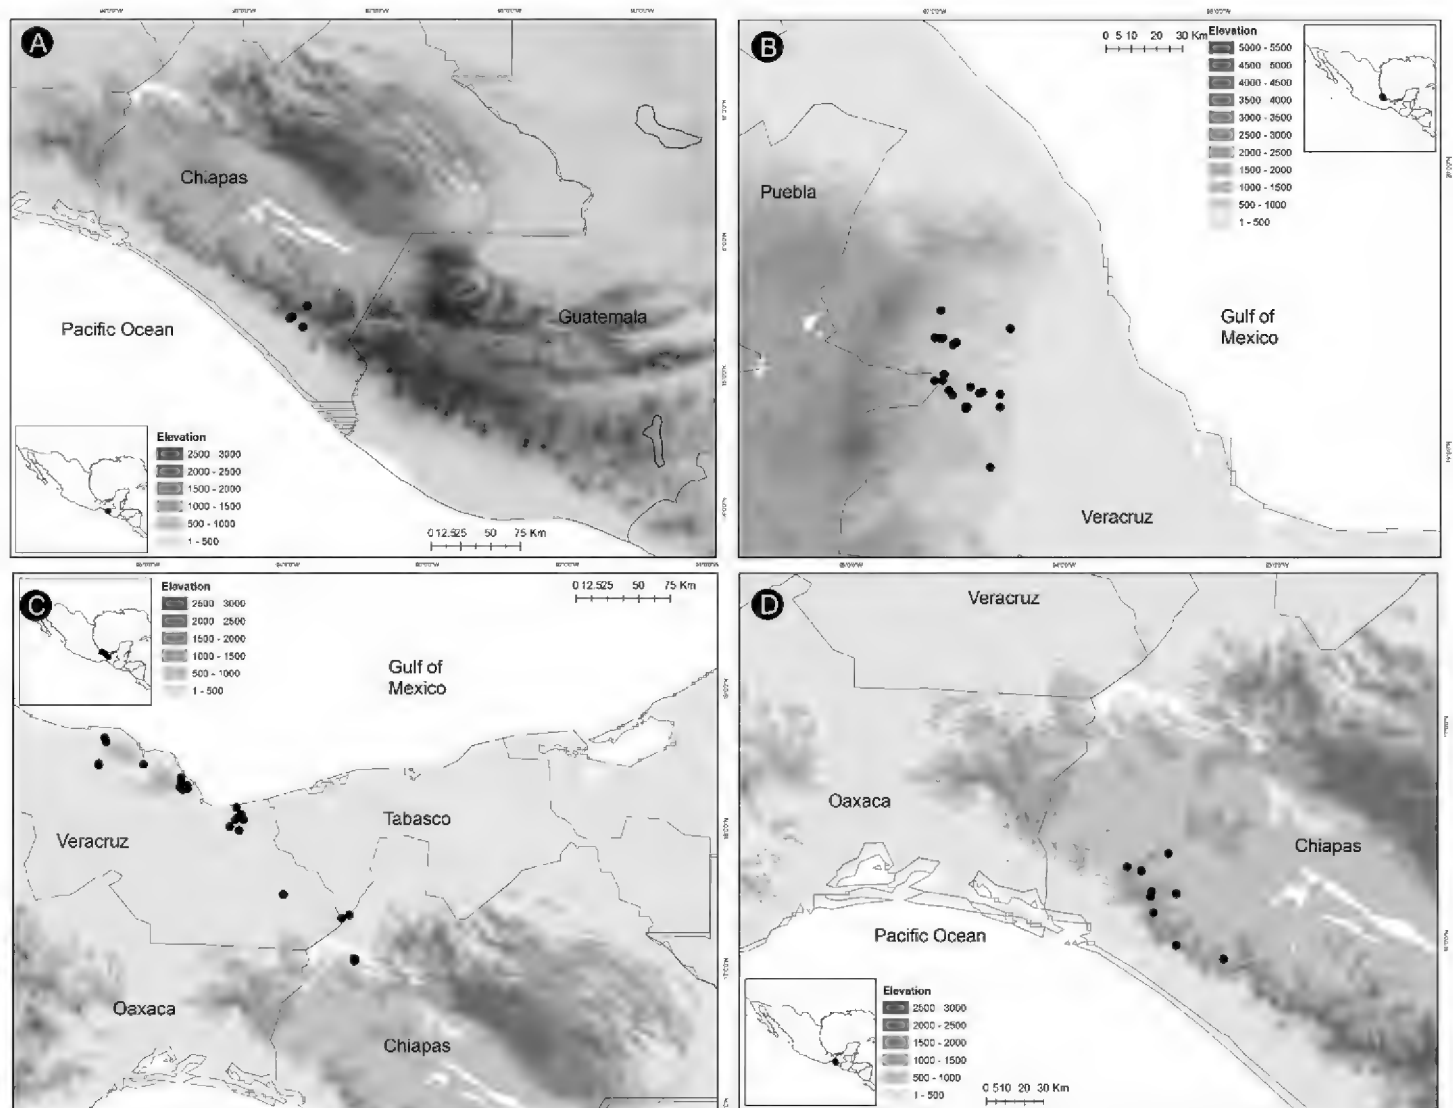 A
Chiapas
Pacific Ocean
Guatemala
Elevation
2500 - 3000
2000 - 2500
1500 - 2000
1000 - 1500
500 - 1000
1 - 500
0 12.525 50 75 Km
B
0 5 10 20 30 Km
Elevation
5000 - 5500
4500 - 5000
4000 - 4500
3500 - 4000
3000 - 3500
2500 - 3000
2000 - 2500
1500 - 2000
1000 - 1500
500 - 1000
1 - 500
Puebla
Gulf of
Mexico
Veracruz
C
Elevation
2500 - 3000
2000 - 2500
1500 - 2000
1000 - 1500
500 - 1000
1 - 500
0 12.525 50 75 Km
Gulf of
Mexico
Tabasco
Veracruz
Oaxaca
Chiapas
D
Veracruz
Oaxaca
Chiapas
Pacific Ocean
Elevation
2500 - 3000
2000 - 2500
1500 - 2000
1000 - 1500
500 - 1000
1 - 500
0 510 20 30 Km